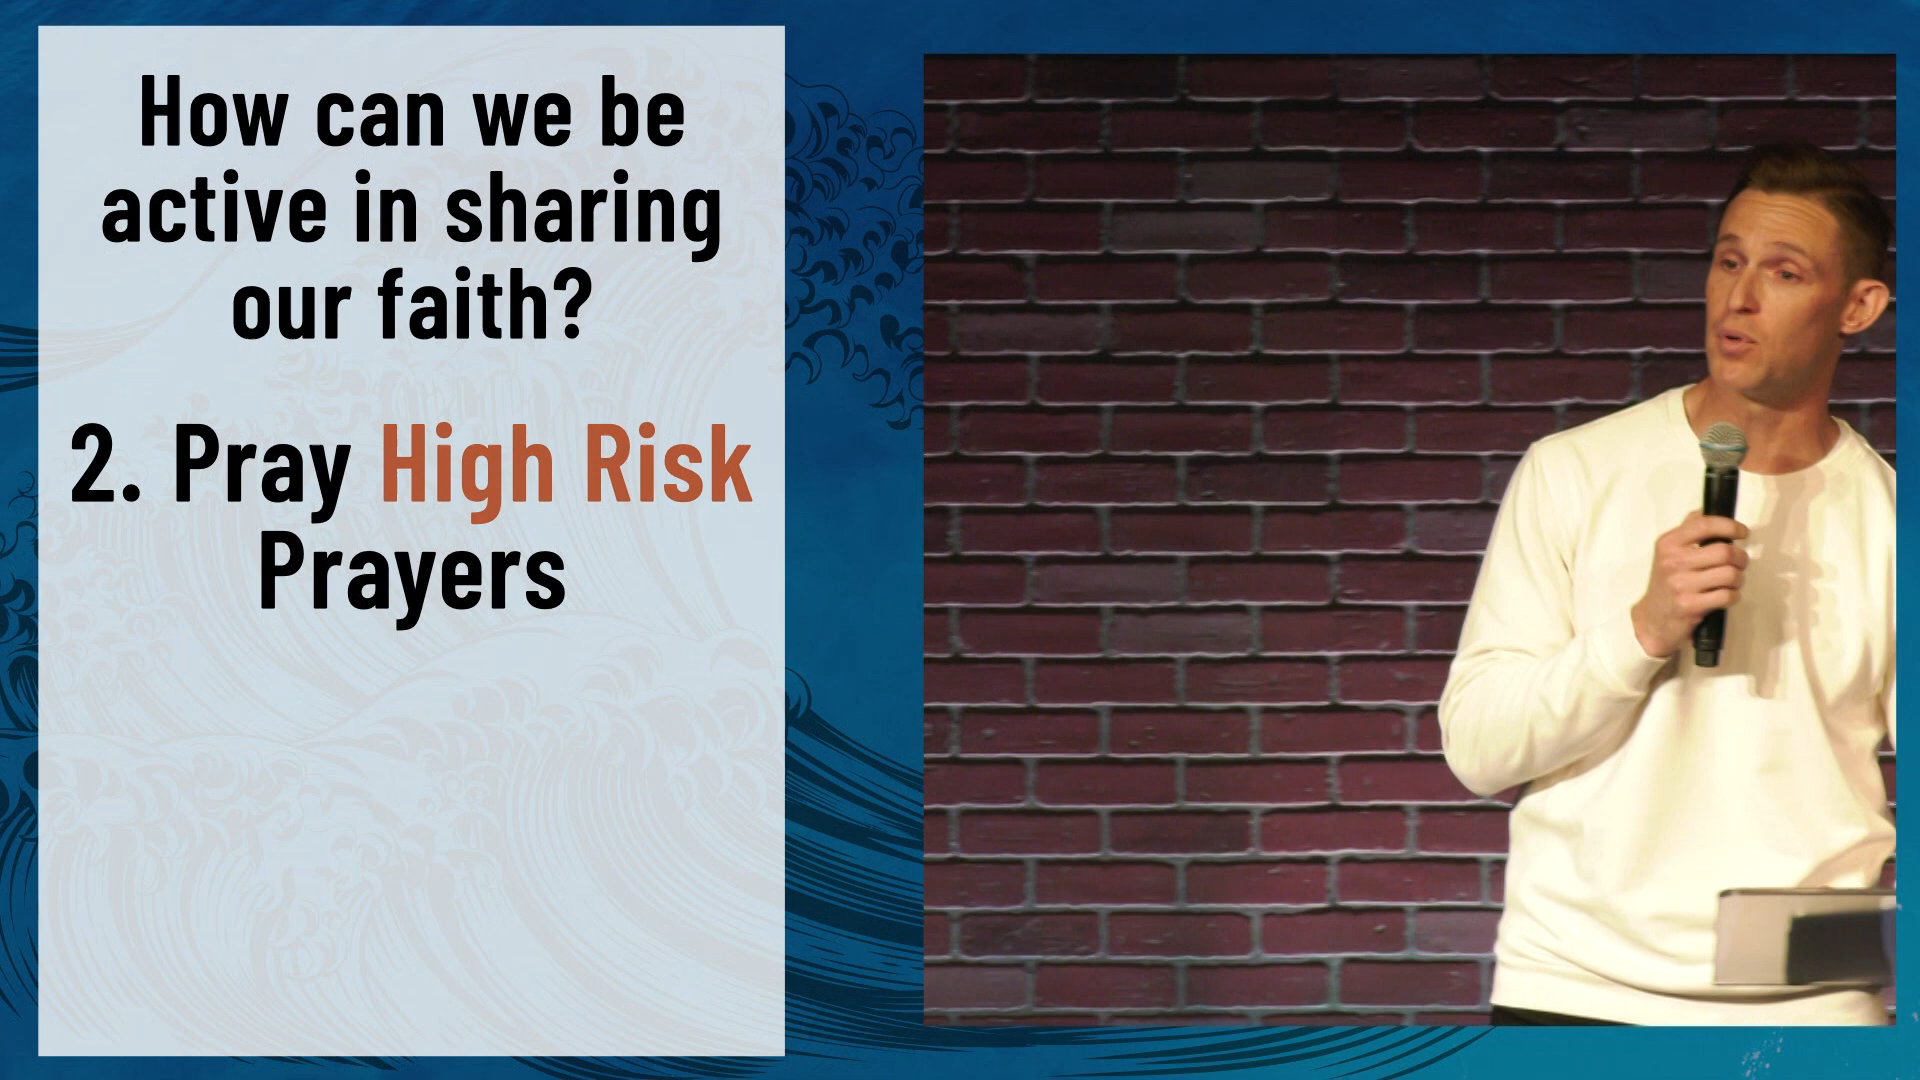 How can we be
active in sharing
our faith?
2. Pray High Risk
Prayers